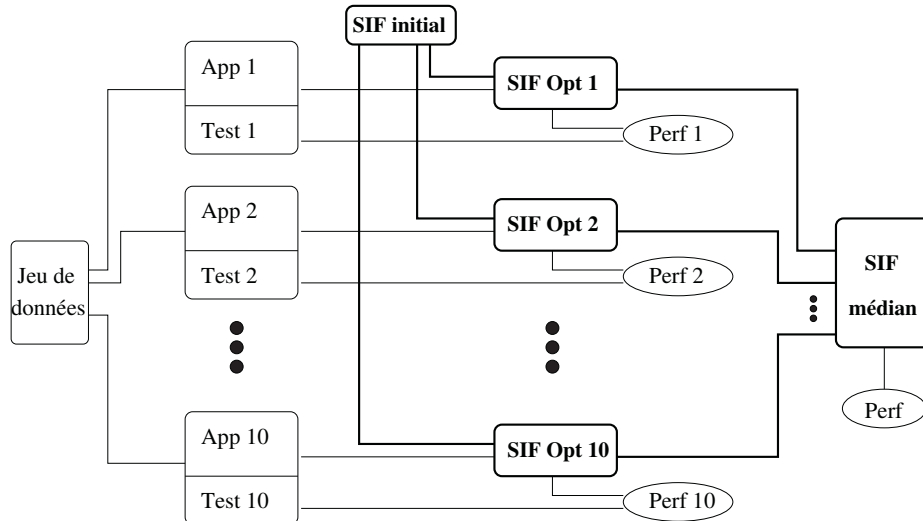 SIF initial
App 1
Test 1
SIF Opt 1
Perf 1
App 2
Test 2
SIF Opt 2
Perf 2
Jeu de
données
SIF
médian
Perf
App 10
Test 10
SIF Opt 10
Perf 10